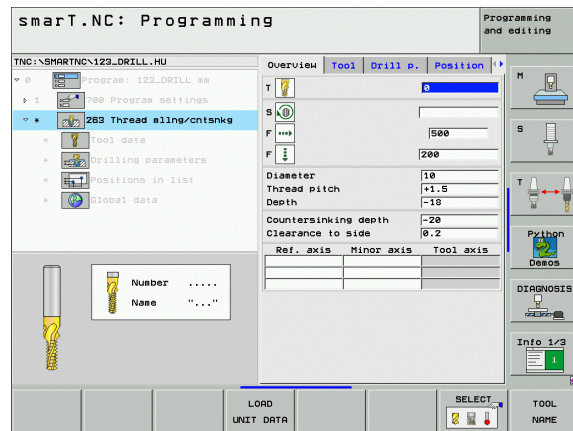 smarT.NC: Programming
Programming
and editing
TNC:\SMARTNC\123_DRILL.HU
0 Program: 123_DRILL mm
1 700 Program settings
* 263 Thread mllng/cntsnkg
* Tool data
* Drilling parameters
* Positions in list
* Global data
Number .....
Name "..."
Overview Tool Drill p. Position
T 0
S
F 500
F 200
Diameter 10
Thread pitch +1.5
Depth -18
Countersinking depth -20
Clearance to side 0.2
Ref. axis Minor axis Tool axis
M
S
T
Python
Demos
DIAGNOSIS
Info 1/3
LOAD
UNIT DATA
SELECT
TOOL
NAME